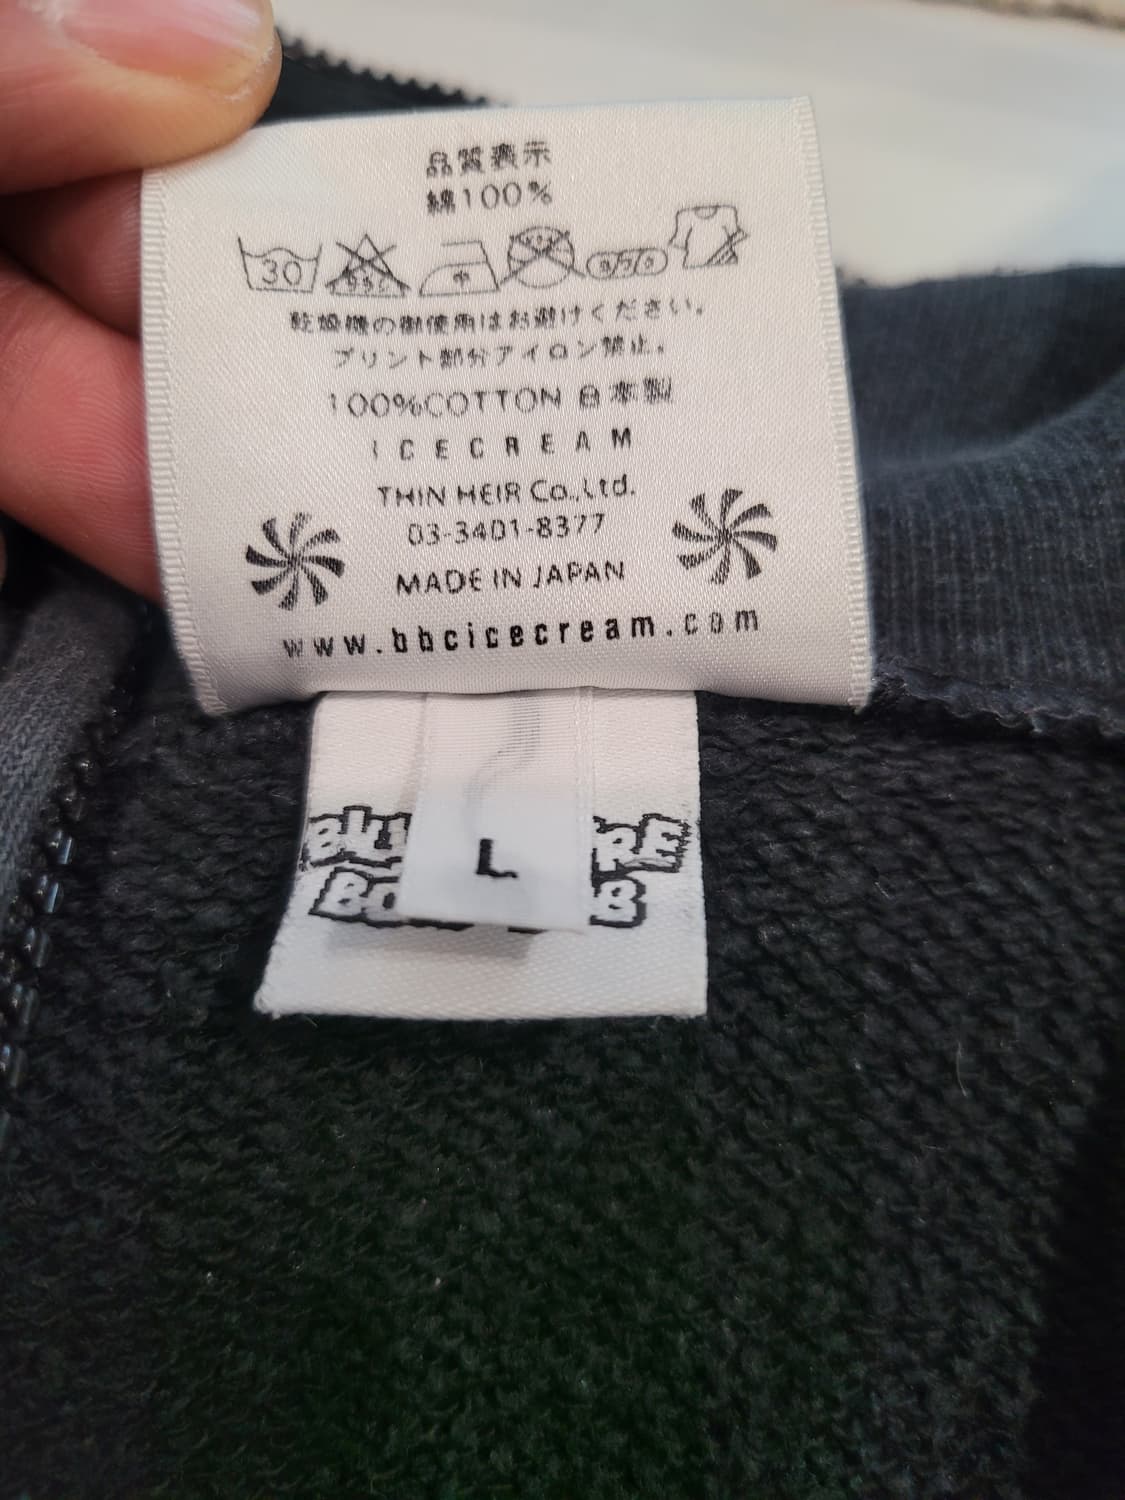 品質表示
綿100%
30
乾燥機の御使用はお避けください。
プリント部分アイロン禁止。
100%COTTON 日本製
ICECREAM
THIN HEIR Co.,Ltd.
03-3401-8377
MADE IN JAPAN
www.bbcicecream.com
L